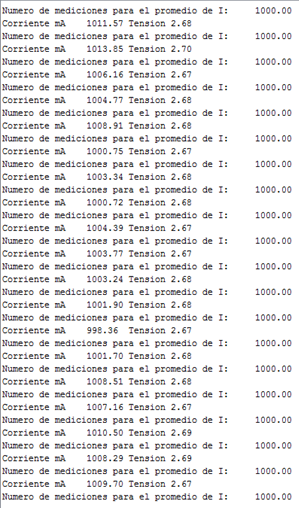 Numero de mediciones para el promedio de I: 1000.00
Corriente mA 1011.57 Tension 2.68
Numero de mediciones para el promedio de I: 1000.00
Corriente mA 1013.85 Tension 2.70
Numero de mediciones para el promedio de I: 1000.00
Corriente mA 1006.16 Tension 2.67
Numero de mediciones para el promedio de I: 1000.00
Corriente mA 1004.77 Tension 2.68
Numero de mediciones para el promedio de I: 1000.00
Corriente mA 1008.91 Tension 2.68
Numero de mediciones para el promedio de I: 1000.00
Corriente mA 1000.75 Tension 2.67
Numero de mediciones para el promedio de I: 1000.00
Corriente mA 1003.34 Tension 2.68
Numero de mediciones para el promedio de I: 1000.00
Corriente mA 1000.72 Tension 2.68
Numero de mediciones para el promedio de I: 1000.00
Corriente mA 1004.39 Tension 2.67
Numero de mediciones para el promedio de I: 1000.00
Corriente mA 1003.77 Tension 2.67
Numero de mediciones para el promedio de I: 1000.00
Corriente mA 1003.24 Tension 2.68
Numero de mediciones para el promedio de I: 1000.00
Corriente mA 1001.90 Tension 2.68
Numero de mediciones para el promedio de I: 1000.00
Corriente mA 998.36 Tension 2.67
Numero de mediciones para el promedio de I: 1000.00
Corriente mA 1001.70 Tension 2.68
Numero de mediciones para el promedio de I: 1000.00
Corriente mA 1008.51 Tension 2.68
Numero de mediciones para el promedio de I: 1000.00
Corriente mA 1007.16 Tension 2.67
Numero de mediciones para el promedio de I: 1000.00
Corriente mA 1010.50 Tension 2.69
Numero de mediciones para el promedio de I: 1000.00
Corriente mA 1008.29 Tension 2.69
Numero de mediciones para el promedio de I: 1000.00
Corriente mA 1009.70 Tension 2.67
Numero de mediciones para el promedio de I: 1000.00